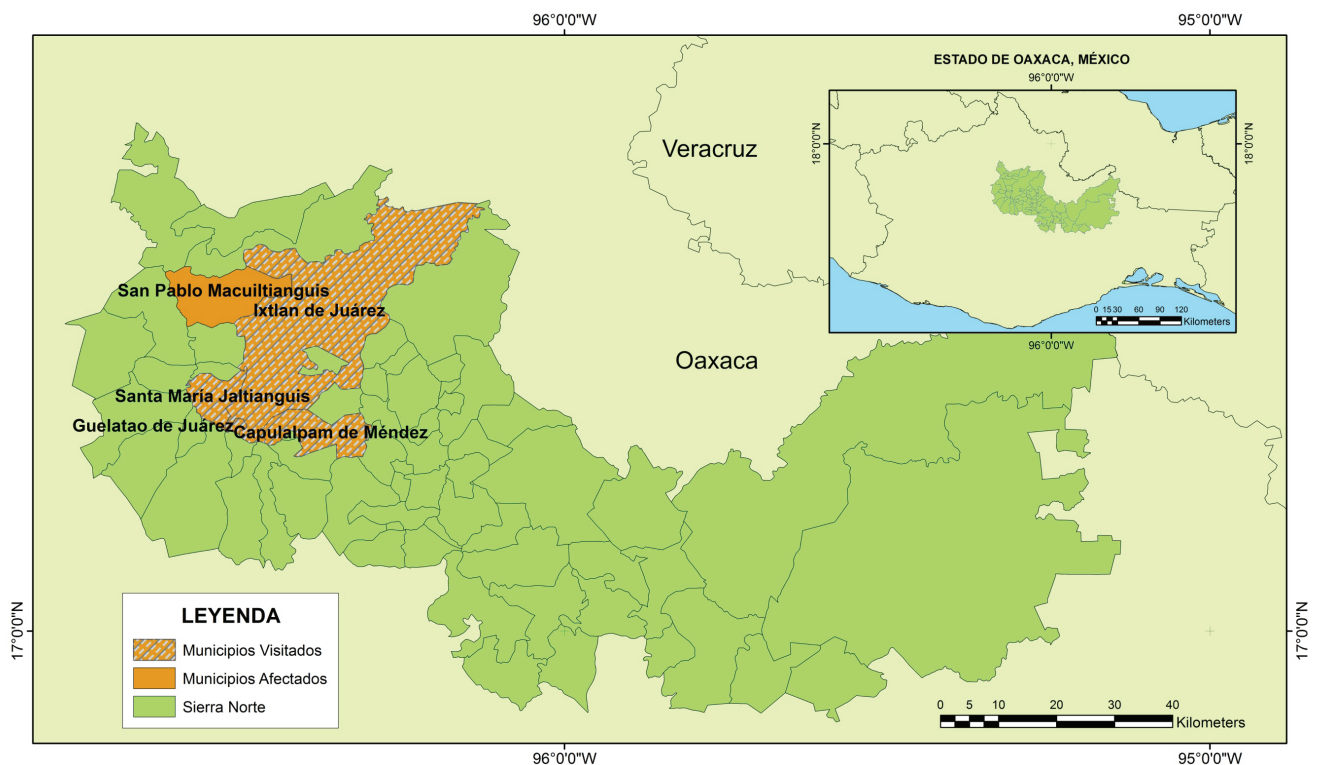 96°0'0"W
95°0'0"W
ESTADO DE OAXACA, MÉXICO
96°0'0"W
18°0'0"N
18°0'0"N
0 15 30 60 90 120
Kilometers
96°0'0"W
Veracruz
San Pablo Macuiltianguis
Ixtlan de Juárez
Oaxaca
Santa María Jaltianguis
Guelatao de Juárez
Capulalpam de Méndez
17°0'0"N
17°0'0"N
LEYENDA
Municipios Visitados
Municipios Afectados
Sierra Norte
0 5 10 20 30 40
Kilometers
96°0'0"W
95°0'0"W